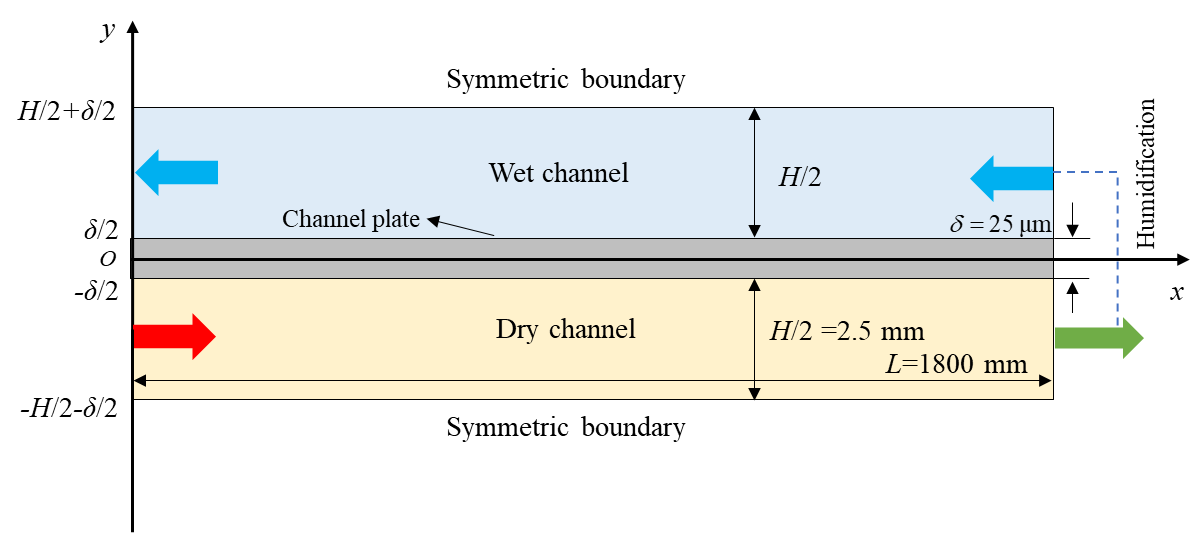 y
Symmetric boundary
H/2+δ/2
Wet channel
H/2
Humidification
Channel plate
δ/2
δ = 25 μm
O
x
-δ/2
Dry channel
H/2 =2.5 mm
L=1800 mm
-H/2-δ/2
Symmetric boundary